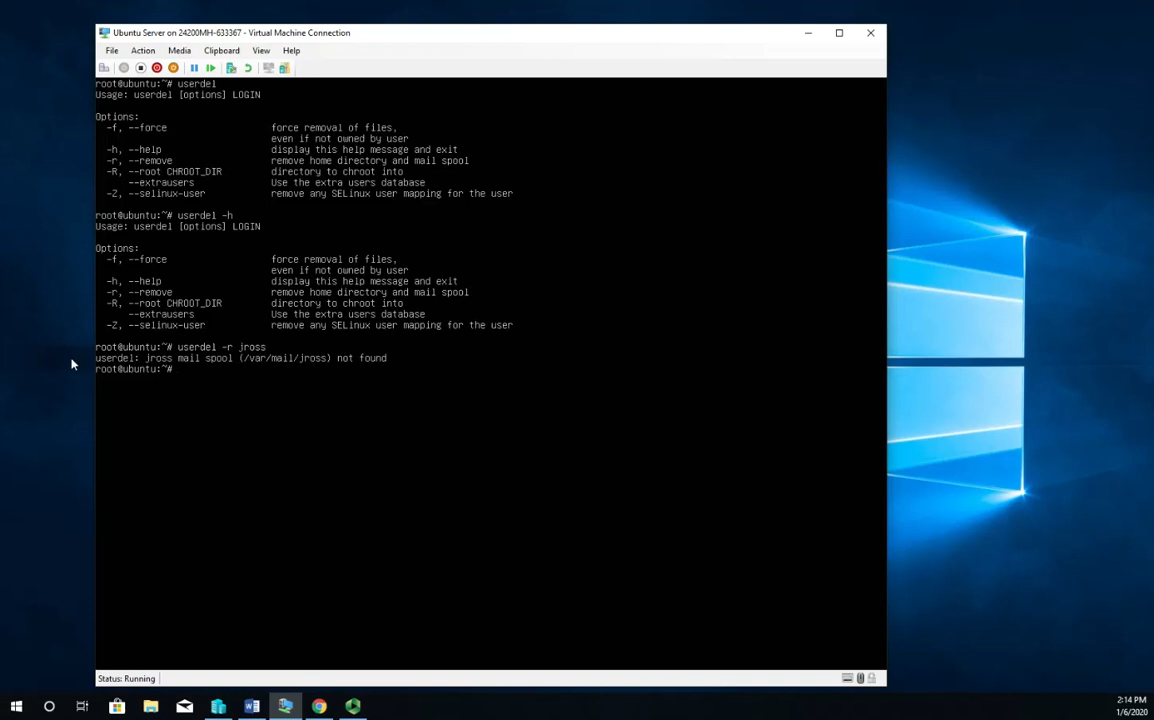 Ubuntu Server on 24200MH-633367 - Virtual Machine Connection
File Action Media Clipboard View Help
root@ubuntu:~# userdel
Usage: userdel [options] LOGIN
Options:
-f, --force force removal of files,
even if not owned by user
-h, --help display this help message and exit
-r, --remove remove home directory and mail spool
-R, --root CHROOT_DIR directory to chroot into
--extrausers Use the extra users database
-Z, --selinux-user remove any SELinux user mapping for the user
root@ubuntu:~# userdel -h
Usage: userdel [options] LOGIN
Options:
-f, --force force removal of files,
even if not owned by user
-h, --help display this help message and exit
-r, --remove remove home directory and mail spool
-R, --root CHROOT_DIR directory to chroot into
--extrausers Use the extra users database
-Z, --selinux-user remove any SELinux user mapping for the user
root@ubuntu:~# userdel -r jross
userdel: jross mail spool (/var/mail/jross) not found
root@ubuntu:~#
Status: Running
2:14 PM
1/6/2020